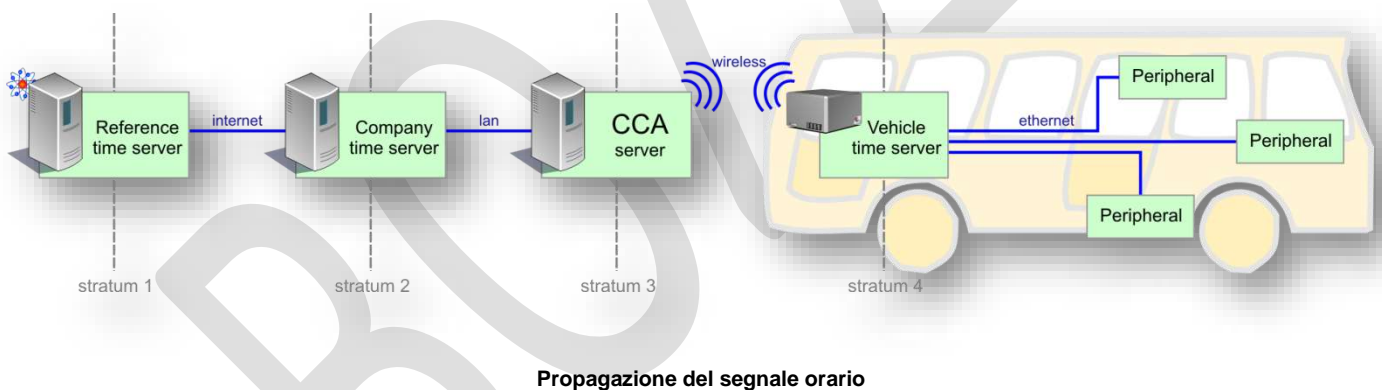 wireless
Peripheral
Reference
time server
internet
Company
time server
lan
CCA
server
Vehicle
time server
ethernet
Peripheral
Peripheral
stratum 1
stratum 2
stratum 3
stratum 4
Propagazione del segnale orario